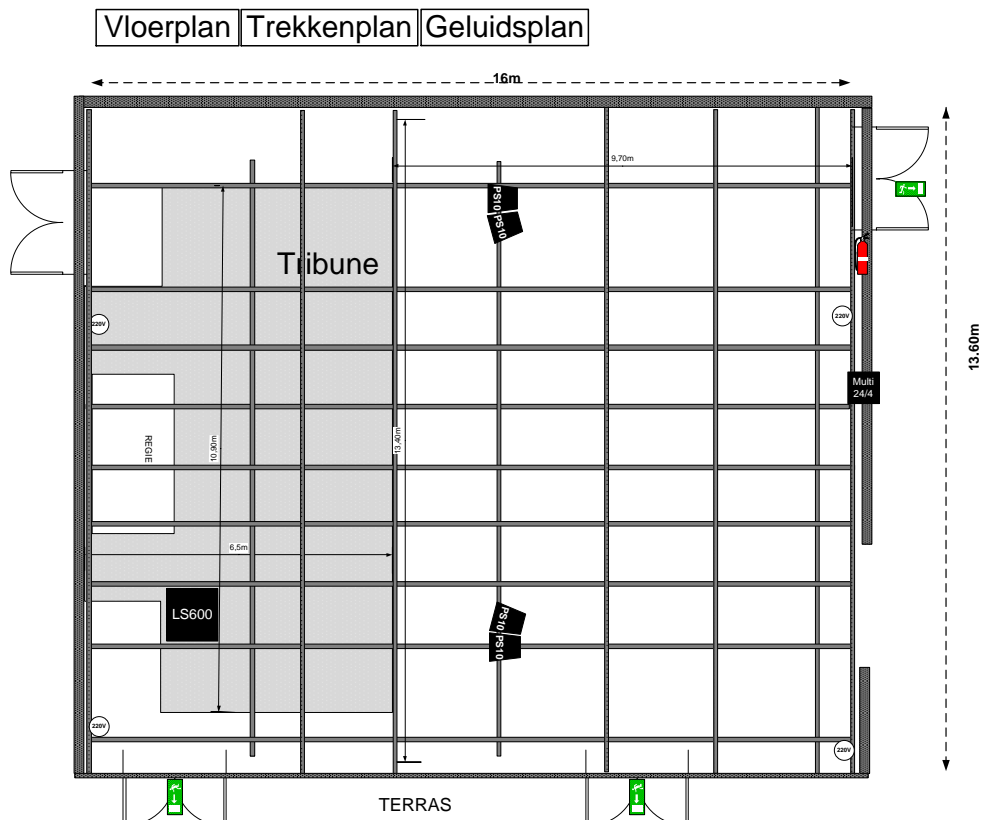 Vloerplan Trekkenplan Geluidsplan
16m
9,70m
PS10 PS10
Tribune
220V
220V
13.60m
Multi
24/4
REGIE
10,90m
13,40m
6,5m
LS600
PS10
PS10
220V
220V
TERRAS